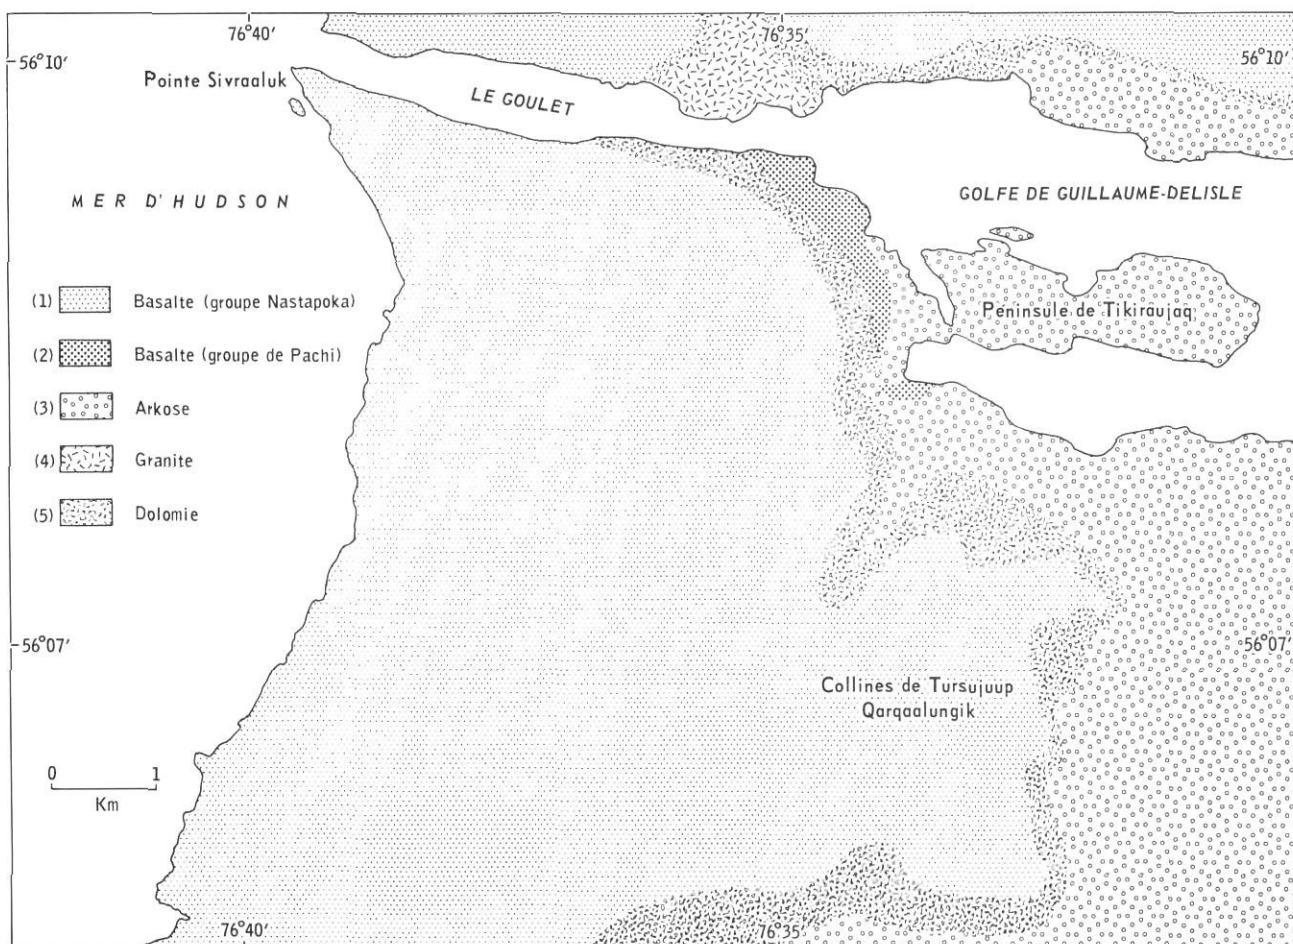 76°40′
76°35′
56°10′
56°10′
Pointe Sivraaluk
LE GOULET
MER D'HUDSON
GOLFE DE GUILLAUME-DELISLE
(1) Basalte (groupe Nastapoka)
Péninsule de Tikiraujaq
(2) Basalte (groupe de Pachi)
(3) Arkose
(4) Granite
(5) Dolomie
56°07′
56°07′
Collines de Tursujuup
Qarqaalungik
0 1
Km
76°40′
76°35′